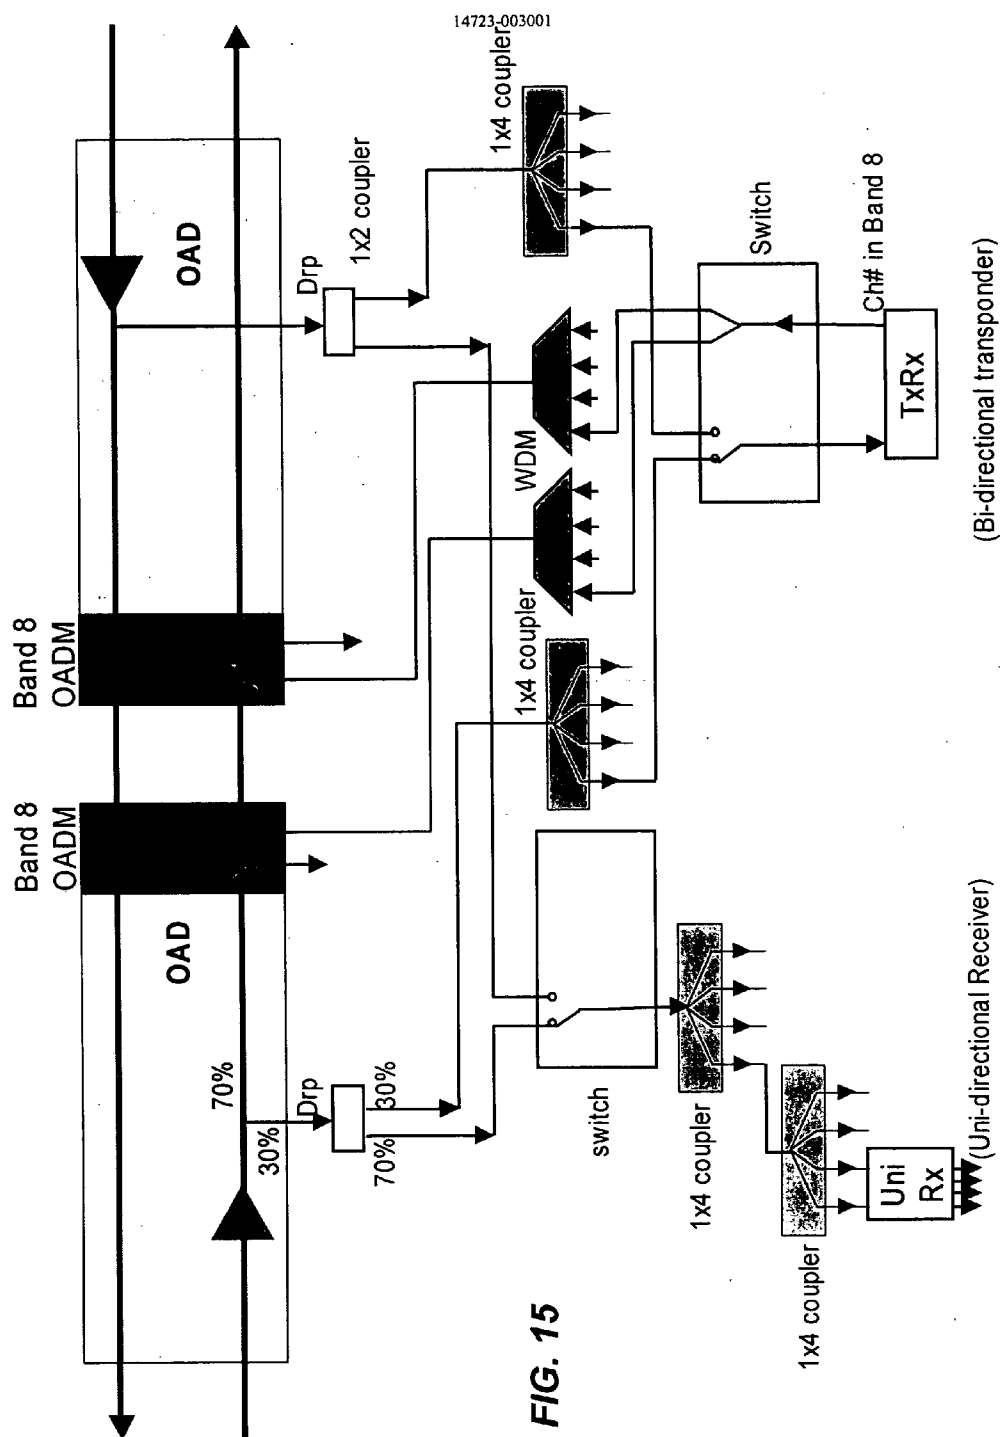 14723-003001
Band 8
OADM
Band 8
OADM
OAD
OAD
70%
30%
Drp
70%
30%
Drp
1x2 coupler
1x4 coupler
1x4 coupler
WDM
switch
Switch
1x4 coupler
1x4 coupler
Uni
Rx
(Uni-directional Receiver)
Ch# in Band 8
TxRx
(Bi-directional transponder)
FIG. 15